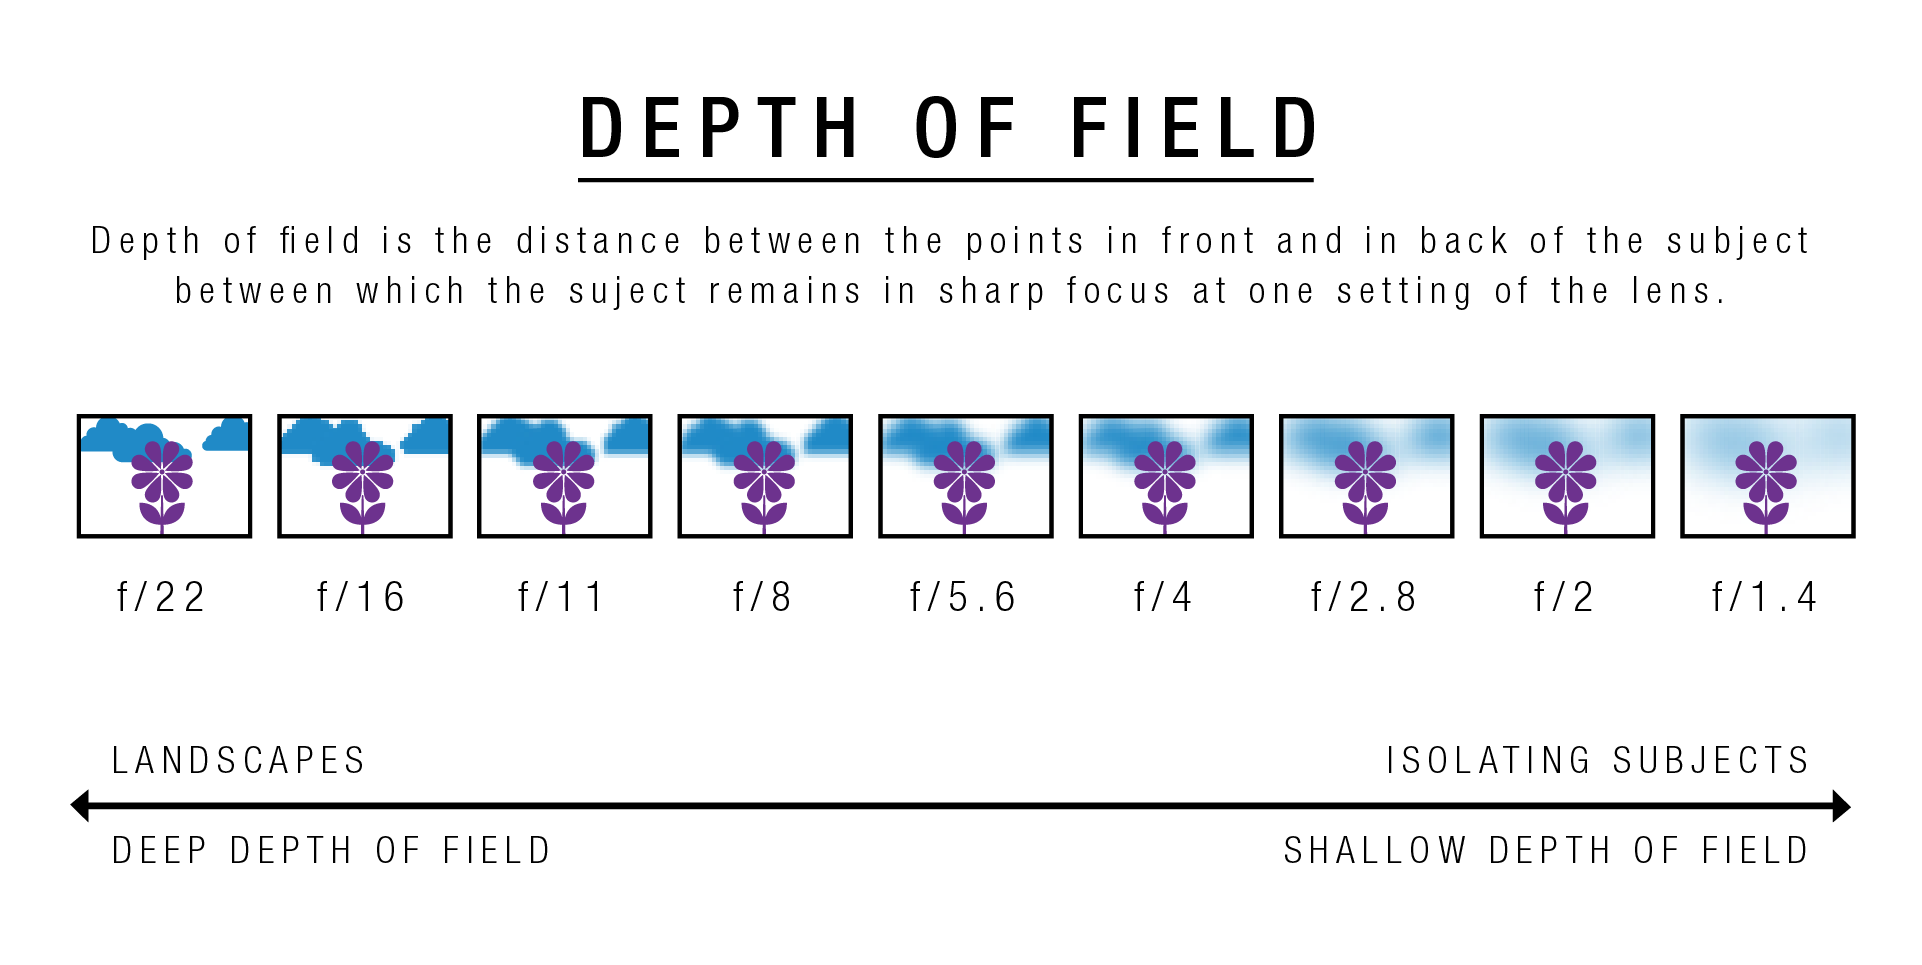 DEPTH OF FIELD
Depth of field is the distance between the points in front and in back of the subject
between which the suject remains in sharp focus at one setting of the lens.
f/22 f/16 f/11 f/8 f/5.6 f/4 f/2.8 f/2 f/1.4
LANDSCAPES ISOLATING SUBJECTS
DEEP DEPTH OF FIELD SHALLOW DEPTH OF FIELD